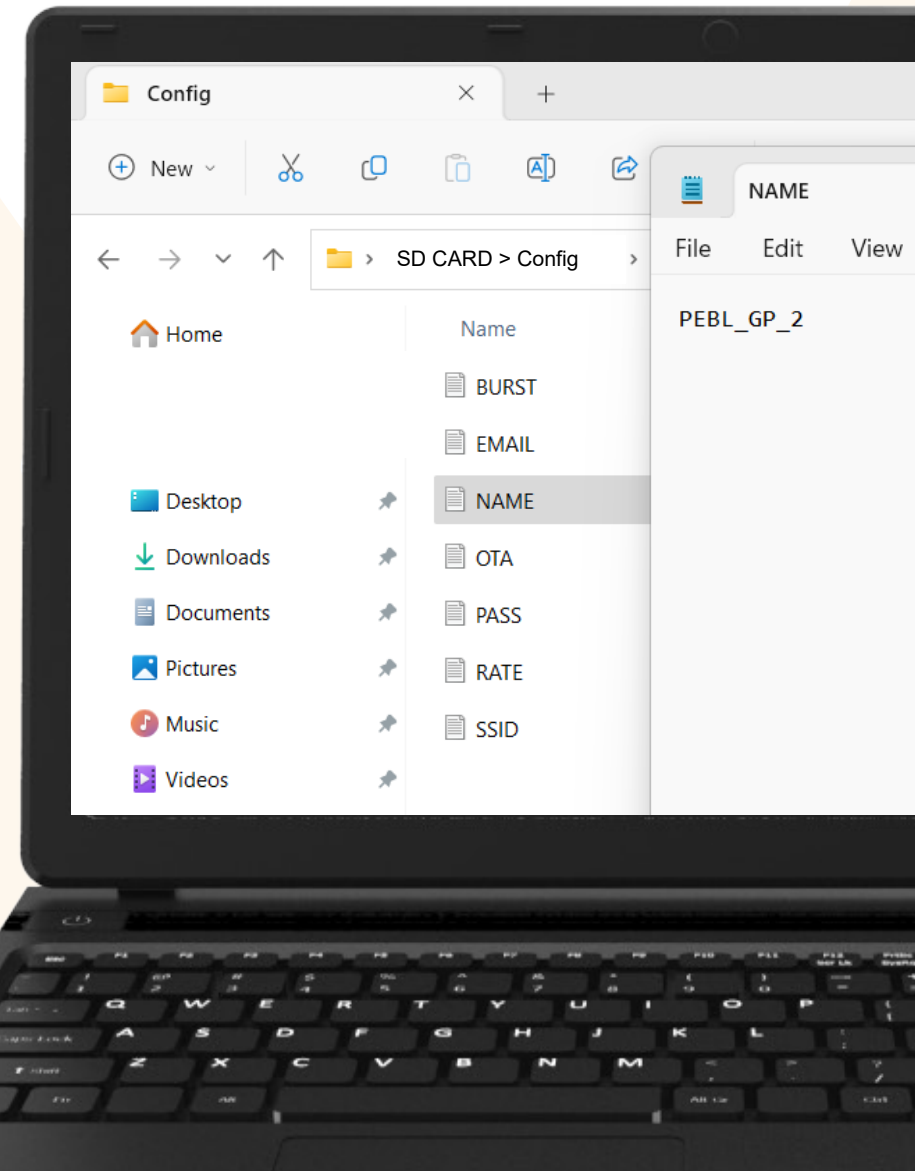 Config
New
NAME
File Edit View
SD CARD > Config
PEBL_GP_2
Home
Desktop
Downloads
Documents
Pictures
Music
Videos
Name
BURST
EMAIL
NAME
OTA
PASS
RATE
SSID
Q W E R T Y U I O P
A S D F G H J K L
Z X C V B N M